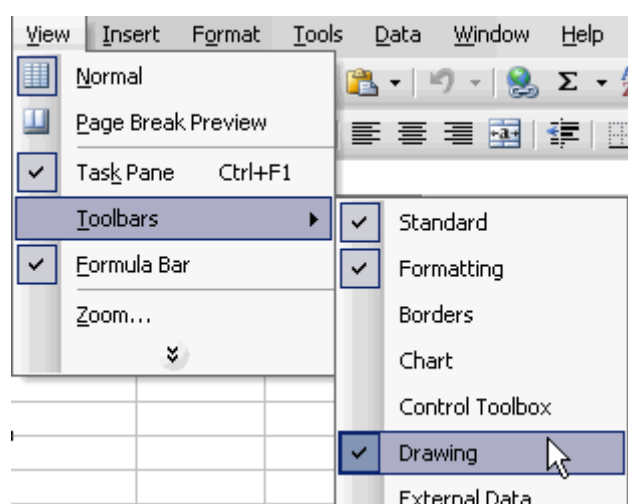 View Insert Format Tools Data Window Help
Normal
Page Break Preview
Task Pane Ctrl+F1
Toolbars
Formula Bar
Zoom...
Standard
Formatting
Borders
Chart
Control Toolbox
Drawing
External Data